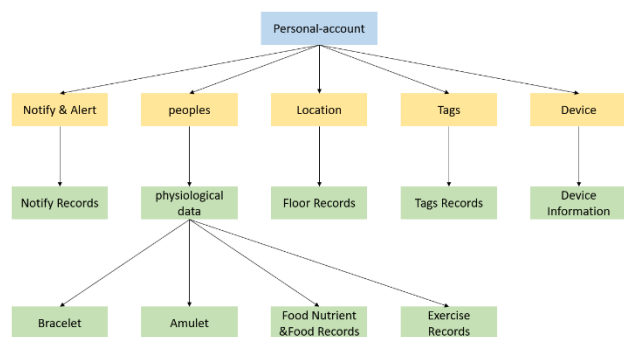 Personal-account
Notify & Alert
peoples
Location
Tags
Device
Notify Records
physiological
data
Floor Records
Tags Records
Device
Information
Bracelet
Amulet
Food Nutrient
&Food Records
Exercise
Records